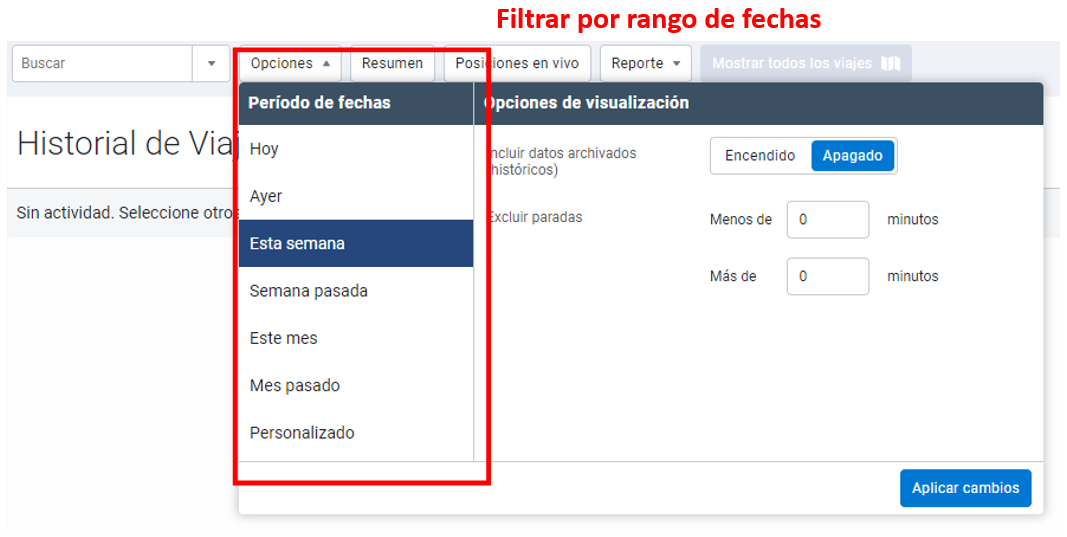 Filtrar por rango de fechas
Buscar Opciones Resumen Posiciones en vivo Reporte Mostrar todos los viajes
Período de fechas Opciones de visualización
Historial de Viaj
Hoy
Ayer
Esta semana
Semana pasada
Este mes
Mes pasado
Personalizado
Sin actividad. Seleccione otro
ncluir datos archivados
históricos)
Encendido Apagado
Excluir paradas
Menos de 0 minutos
Más de 0 minutos
Aplicar cambios